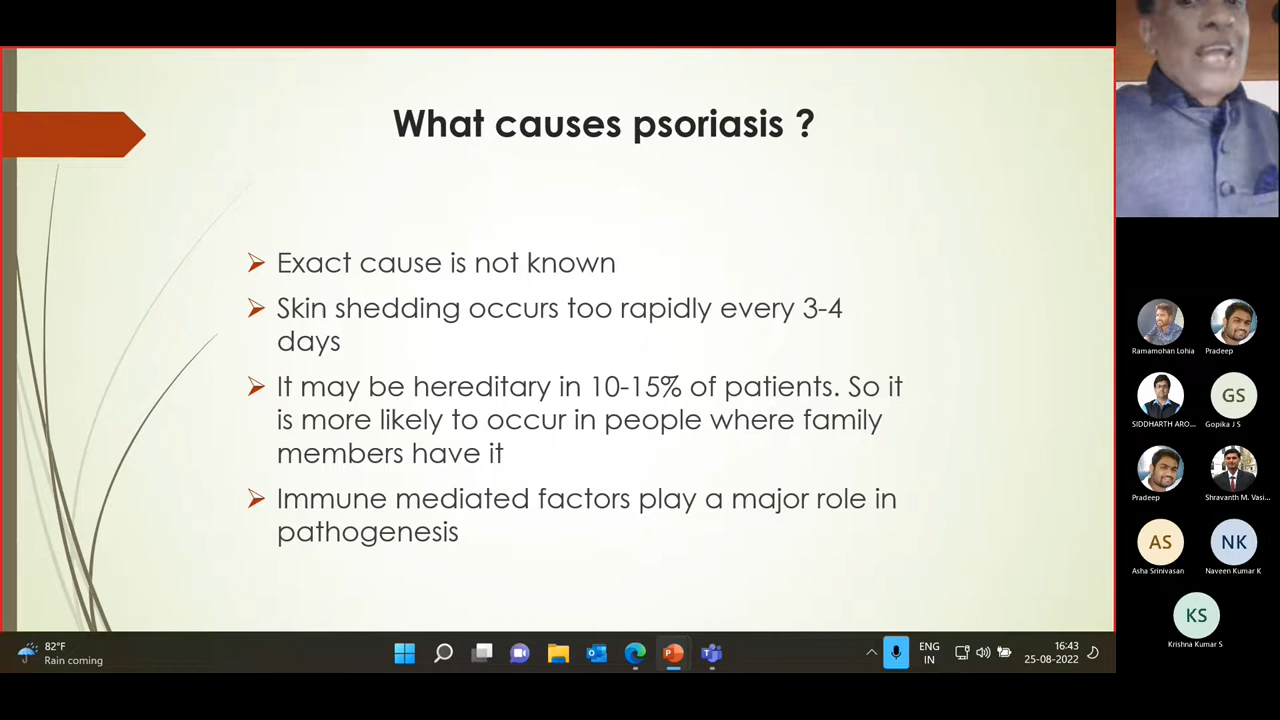 What causes psoriasis ?
Exact cause is not known
Skin shedding occurs too rapidly every 3-4
days
It may be hereditary in 10-15% of patients. So it
is more likely to occur in people where family
members have it
Immune mediated factors play a major role in
pathogenesis
Ramamohan Lohia
Pradeep
SIDDHARTH ARO...
GS
Gopika J S
Pradeep
Shravanth M. Vasi...
AS
Asha Srinivasan
NK
Naveen Kumar K
KS
Krishna Kumar S
82°F
Rain coming
ENG
IN
16:43
25-08-2022